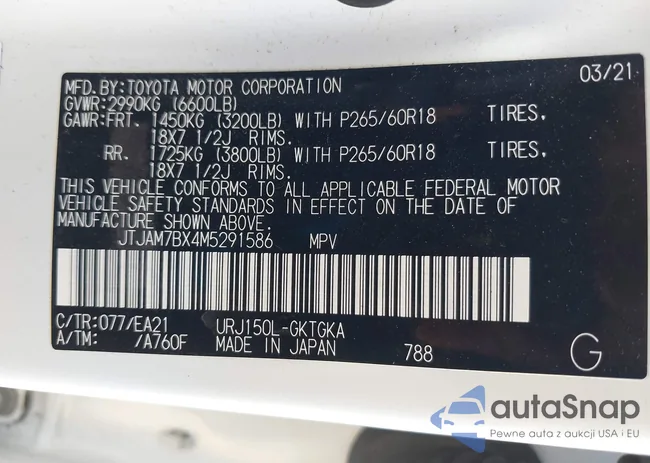 MFD. BY: TOYOTA MOTOR CORPORATION 03/21
GVWR: 2990KG (6600LB)
GAWR: FRT. 1450KG (3200LB) WITH P265/60R18 TIRES.
18X7 1/2J RIMS.
RR. 1725KG (3800LB) WITH P265/60R18 TIRES.
18X7 1/2J RIMS.
THIS VEHICLE CONFORMS TO ALL APPLICABLE FEDERAL MOTOR
VEHICLE SAFETY STANDARDS IN EFFECT ON THE DATE OF
MANUFACTURE SHOWN ABOVE.
JTJAM7BX4M5291586 MPV
C/TR: 077/EA21 URJ150L-GKTGKA
A/TM: /A760F MADE IN JAPAN 788 G
autaSnap
Pewne auta z aukcji USA i EU